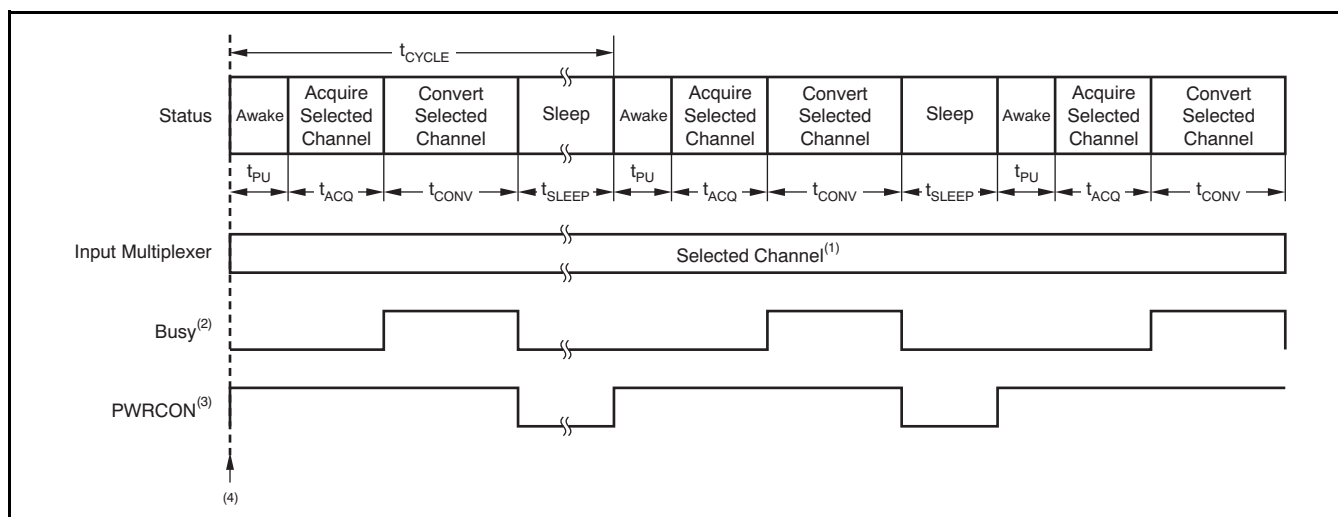 tCYCLE
Status
Awake
Acquire
Selected
Channel
Convert
Selected
Channel
Sleep
Awake
Acquire
Selected
Channel
Convert
Selected
Channel
Sleep
Awake
Acquire
Selected
Channel
Convert
Selected
Channel
tPU
tACQ
tCONV
tSLEEP
tPU
tACQ
tCONV
tSLEEP
tPU
tACQ
tCONV
Input Multiplexer
Selected Channel(1)
Busy(2)
PWRCON(3)
(4)